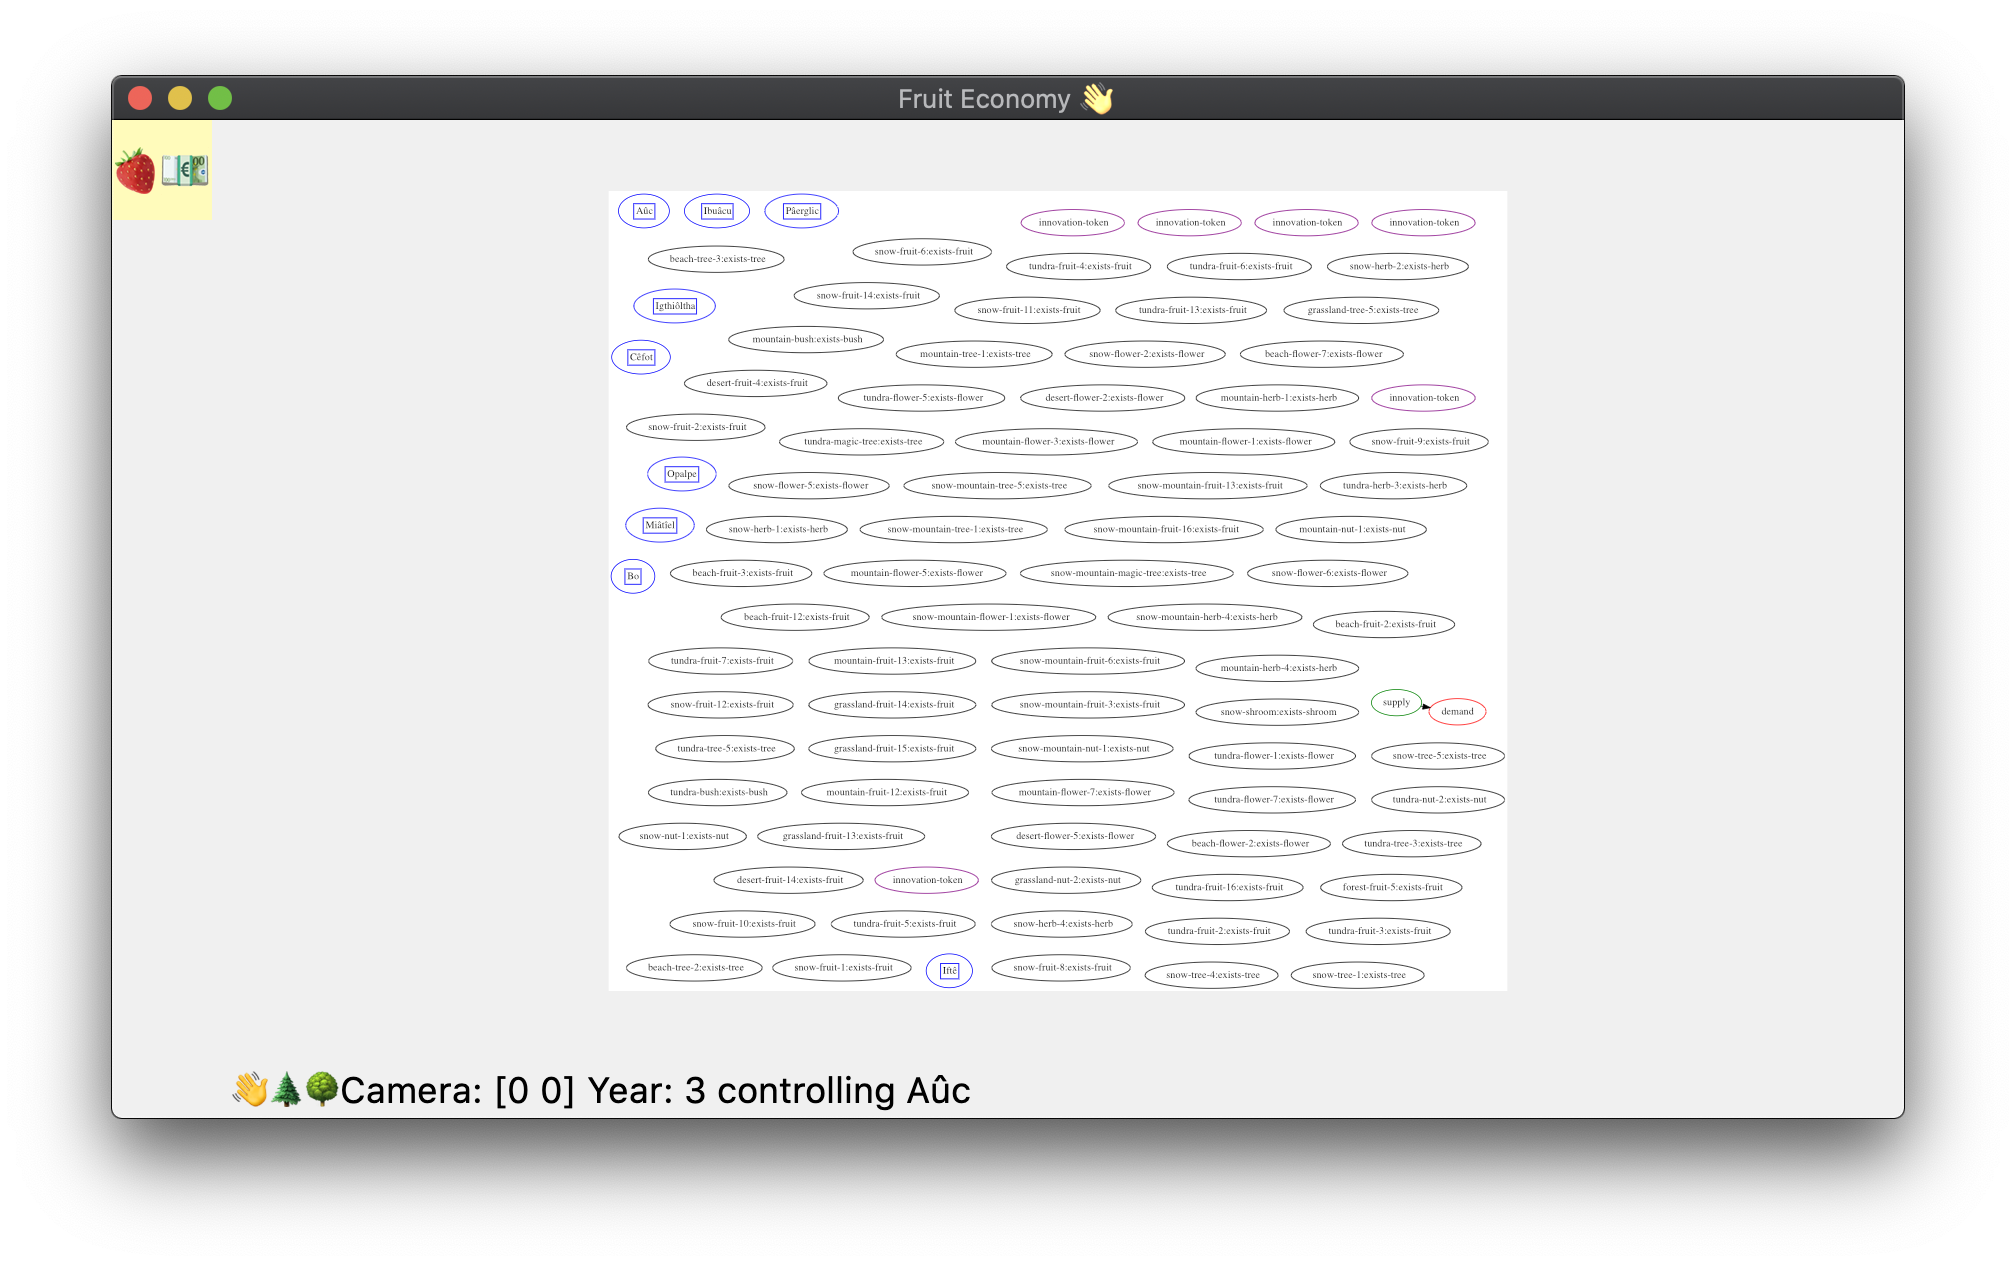 Fruit Economy 👋
Aûc Ibuâcu Pâerglic
innovation-token innovation-token innovation-token innovation-token
beach-tree-3:exists-tree snow-fruit-6:exists-fruit tundra-fruit-4:exists-fruit tundra-fruit-6:exists-fruit snow-herb-2:exists-herb
Igthiôltha snow-fruit-14:exists-fruit snow-fruit-11:exists-fruit tundra-fruit-13:exists-fruit grassland-tree-5:exists-tree
Cêfot mountain-bush:exists-bush mountain-tree-1:exists-tree snow-flower-2:exists-flower beach-flower-7:exists-flower
desert-fruit-4:exists-fruit tundra-flower-5:exists-flower desert-flower-2:exists-flower mountain-herb-1:exists-herb innovation-token
snow-fruit-2:exists-fruit tundra-magic-tree:exists-tree mountain-flower-3:exists-flower mountain-flower-1:exists-flower snow-fruit-9:exists-fruit
Opalpe snow-flower-5:exists-flower snow-mountain-tree-5:exists-tree snow-mountain-fruit-13:exists-fruit tundra-herb-3:exists-herb
Miâtîel snow-herb-1:exists-herb snow-mountain-tree-1:exists-tree snow-mountain-fruit-16:exists-fruit mountain-nut-1:exists-nut
Bo beach-fruit-3:exists-fruit mountain-flower-5:exists-flower snow-mountain-magic-tree:exists-tree snow-flower-6:exists-flower
beach-fruit-12:exists-fruit snow-mountain-flower-1:exists-flower snow-mountain-herb-4:exists-herb beach-fruit-2:exists-fruit
tundra-fruit-7:exists-fruit mountain-fruit-13:exists-fruit snow-mountain-fruit-6:exists-fruit mountain-herb-4:exists-herb
snow-fruit-12:exists-fruit grassland-fruit-14:exists-fruit snow-mountain-fruit-3:exists-fruit snow-shroom:exists-shroom supply demand
tundra-tree-5:exists-tree grassland-fruit-15:exists-fruit snow-mountain-nut-1:exists-nut tundra-flower-1:exists-flower snow-tree-5:exists-tree
tundra-bush:exists-bush mountain-fruit-12:exists-fruit mountain-flower-7:exists-flower tundra-flower-7:exists-flower tundra-nut-2:exists-nut
snow-nut-1:exists-nut grassland-fruit-13:exists-fruit desert-flower-5:exists-flower beach-flower-2:exists-flower tundra-tree-3:exists-tree
desert-fruit-14:exists-fruit innovation-token grassland-nut-2:exists-nut tundra-fruit-16:exists-fruit forest-fruit-5:exists-fruit
snow-fruit-10:exists-fruit tundra-fruit-5:exists-fruit snow-herb-4:exists-herb tundra-fruit-2:exists-fruit tundra-fruit-3:exists-fruit
beach-tree-2:exists-tree snow-fruit-1:exists-fruit Iftê snow-fruit-8:exists-fruit snow-tree-4:exists-tree snow-tree-1:exists-tree
👋🌲🌳Camera: [0 0] Year: 3 controlling Aûc